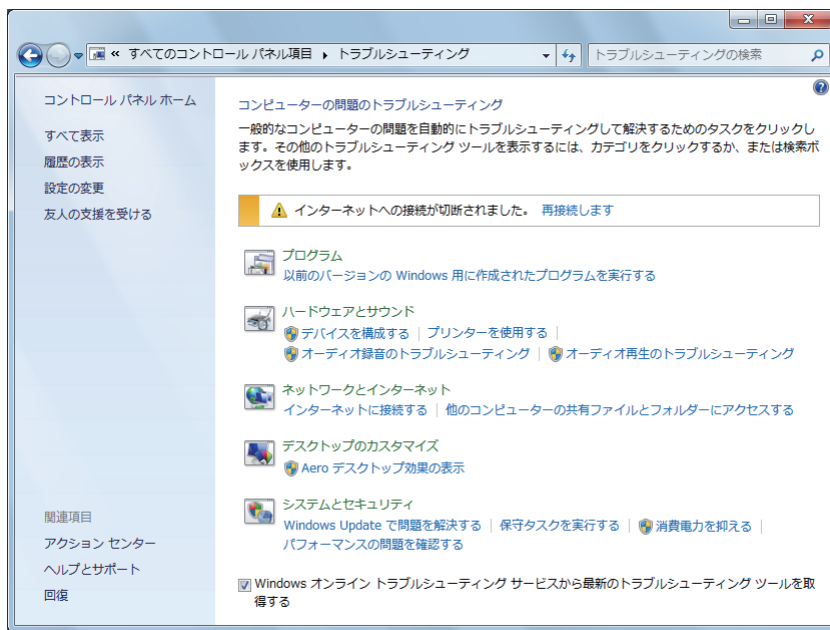 « すべてのコントロール パネル項目 ▸ トラブルシューティング
トラブルシューティングの検索
コントロール パネル ホーム
すべて表示
履歴の表示
設定の変更
友人の支援を受ける
関連項目
アクション センター
ヘルプとサポート
回復
コンピューターの問題のトラブルシューティング
一般的なコンピューターの問題を自動的にトラブルシューティングして解決するためのタスクをクリックし
ます。その他のトラブルシューティング ツールを表示するには、カテゴリをクリックするか、または検索ボ
ックスを使用します。
インターネットへの接続が切断されました。 再接続します
プログラム
以前のバージョンの Windows 用に作成されたプログラムを実行する
ハードウェアとサウンド
デバイスを構成する | プリンターを使用する |
オーディオ録音のトラブルシューティング | オーディオ再生のトラブルシューティング
ネットワークとインターネット
インターネットに接続する | 他のコンピューターの共有ファイルとフォルダーにアクセスする
デスクトップのカスタマイズ
Aero デスクトップ効果の表示
システムとセキュリティ
Windows Update で問題を解決する | 保守タスクを実行する | 消費電力を抑える |
パフォーマンスの問題を確認する
Windows オンライン トラブルシューティング サービスから最新のトラブルシューティング ツールを取
得する